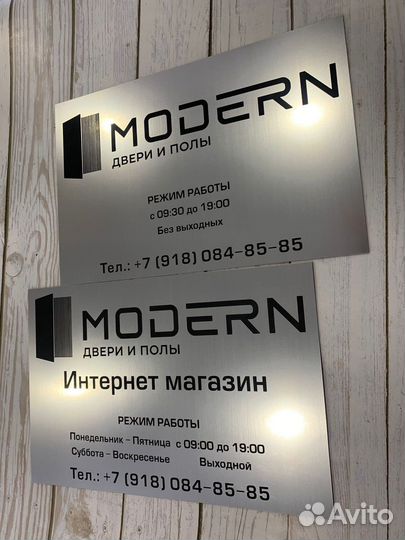 MODERN
ДВЕРИ И ПОЛЫ
РЕЖИМ РАБОТЫ
с 09:30 до 19:00
Без выходных
Тел.: +7 (918) 084-85-85
MODERN
ДВЕРИ И ПОЛЫ
Интернет магазин
РЕЖИМ РАБОТЫ
Понедельник - Пятница с 09:00 до 19:00
Суббота - Воскресенье Выходной
Тел.: +7 (918) 084-85-85
Avito